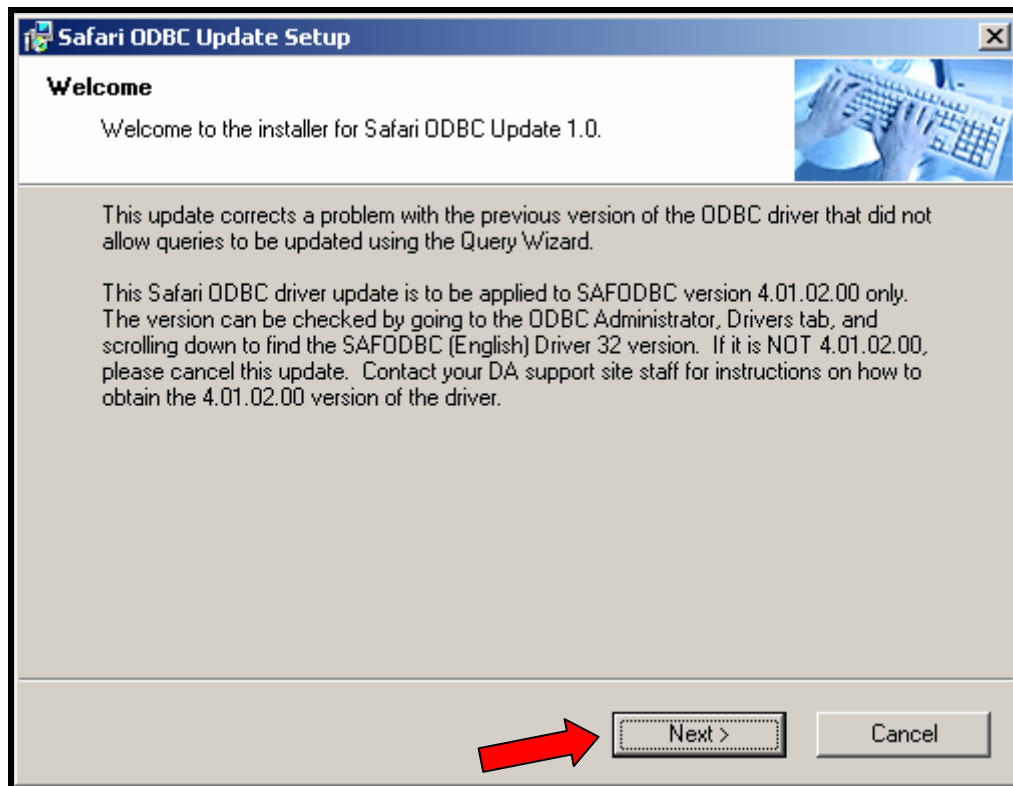 Safari ODBC Update Setup
Welcome
Welcome to the installer for Safari ODBC Update 1.0.
This update corrects a problem with the previous version of the ODBC driver that did not
allow queries to be updated using the Query Wizard.
This Safari ODBC driver update is to be applied to SAFODBC version 4.01.02.00 only.
The version can be checked by going to the ODBC Administrator, Drivers tab, and
scrolling down to find the SAFODBC (English) Driver 32 version.  If it is NOT 4.01.02.00,
please cancel this update.  Contact your DA support site staff for instructions on how to
obtain the 4.01.02.00 version of the driver.
Next >
Cancel